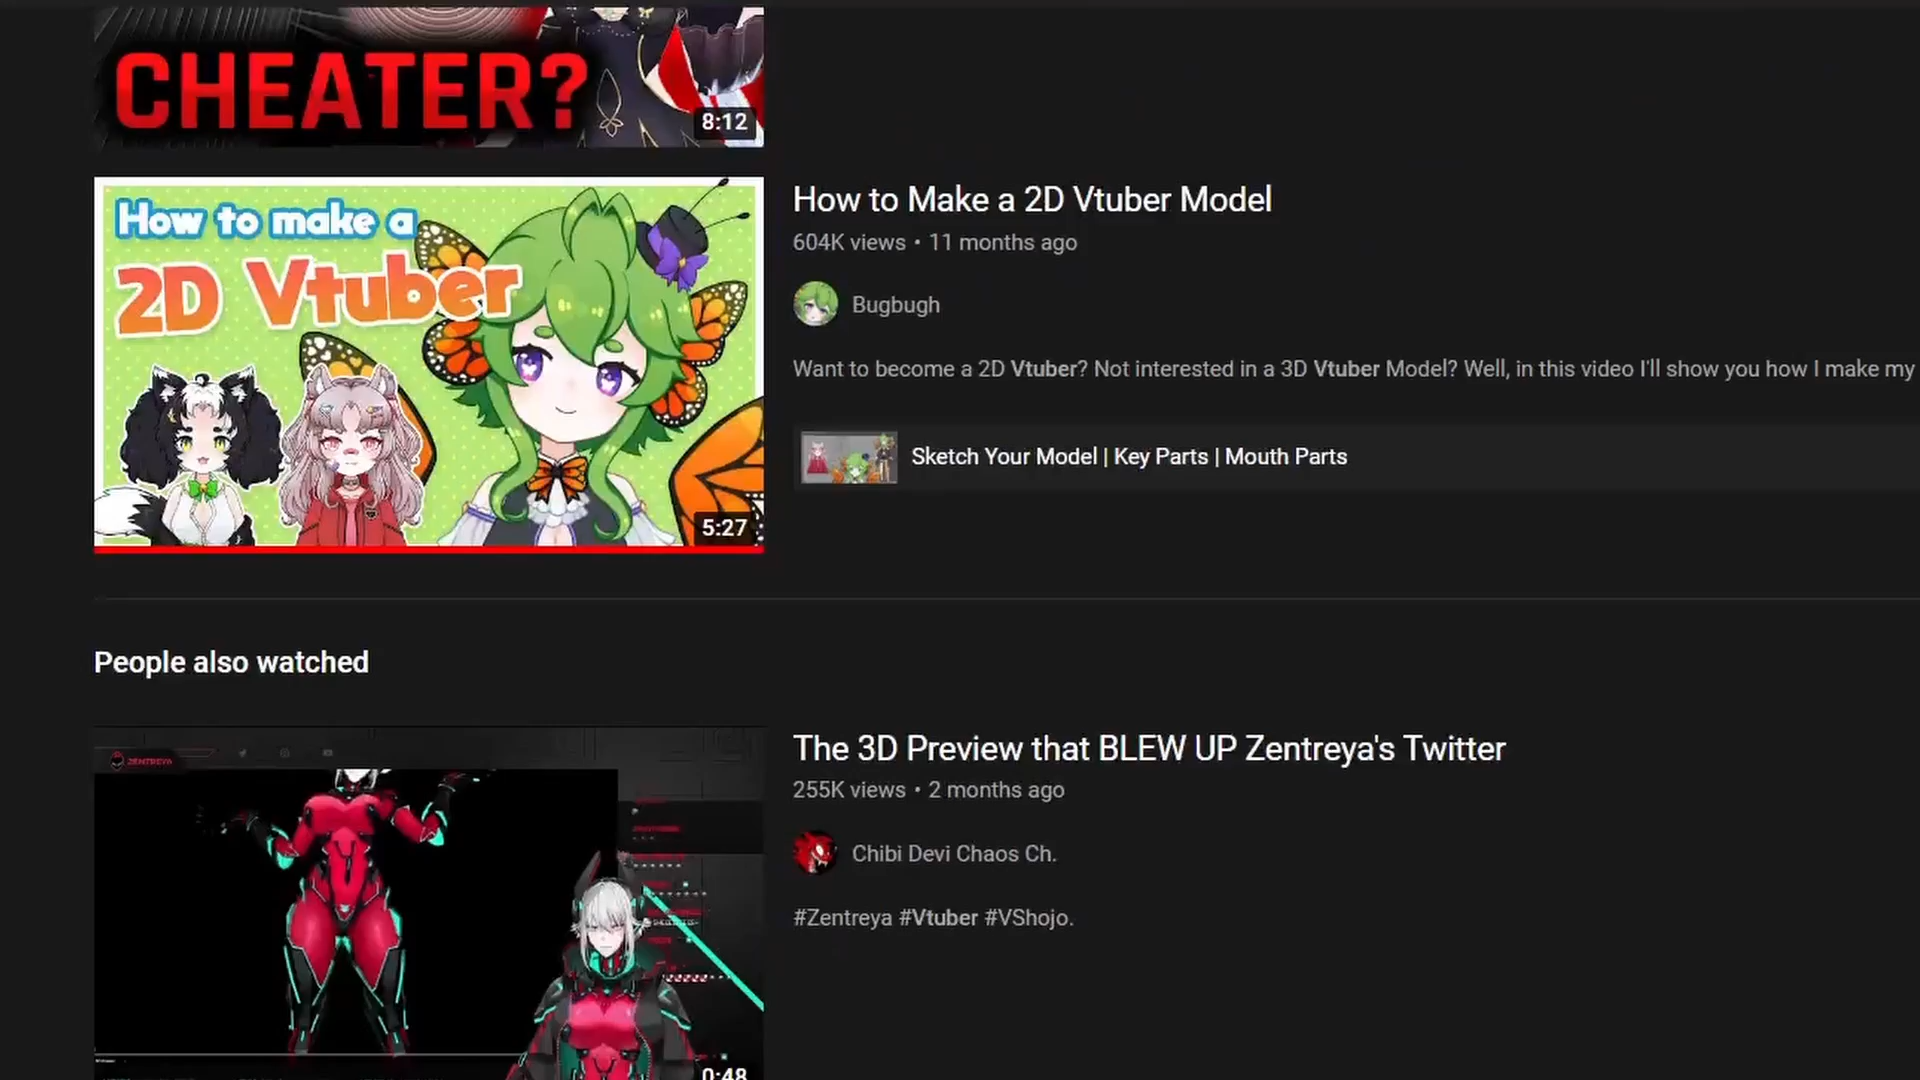 CHEATER?
8:12
How to make a
2D Vtuber
5:27
How to Make a 2D Vtuber Model
604K views • 11 months ago
Bugbugh
Want to become a 2D Vtuber? Not interested in a 3D Vtuber Model? Well, in this video I'll show you how I make my
Sketch Your Model | Key Parts | Mouth Parts
People also watched
ZENTREYA
0:48
The 3D Preview that BLEW UP Zentreya's Twitter
255K views • 2 months ago
Chibi Devi Chaos Ch.
#Zentreya #Vtuber #VShojo.